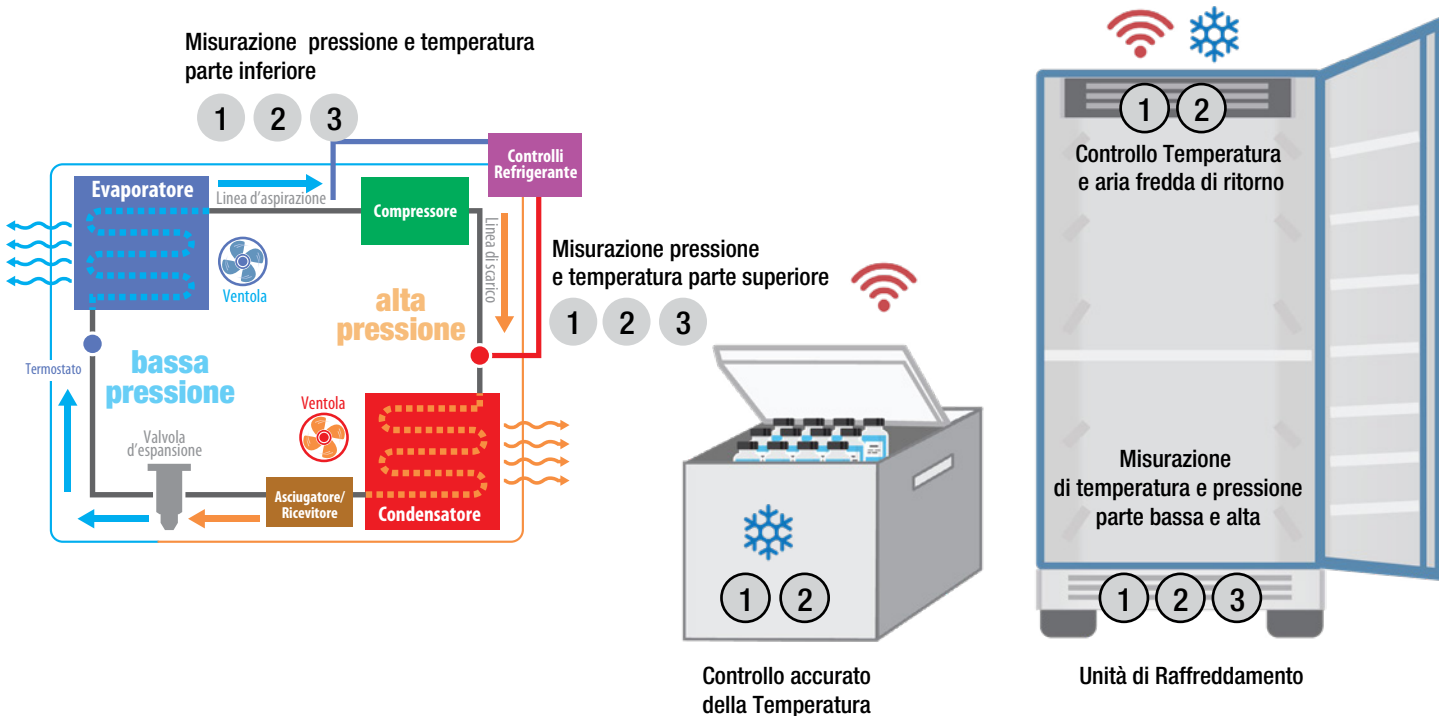 Misurazione pressione e temperatura
parte inferiore
1 2 3
Controlli
Refrigerante
Evaporatore
Linea d'aspirazione
Compressore
Linea di scarico
Ventola
alta
pressione
Termostato
bassa
pressione
Ventola
Valvola
d'espansione
Asciugatore/
Ricevitore
Condensatore
Misurazione pressione
e temperatura parte superiore
1 2 3
1 2
Controllo accurato
della Temperatura
1 2
Controllo Temperatura
e aria fredda di ritorno
Misurazione
di temperatura e pressione
parte bassa e alta
1 2 3
Unità di Raffreddamento